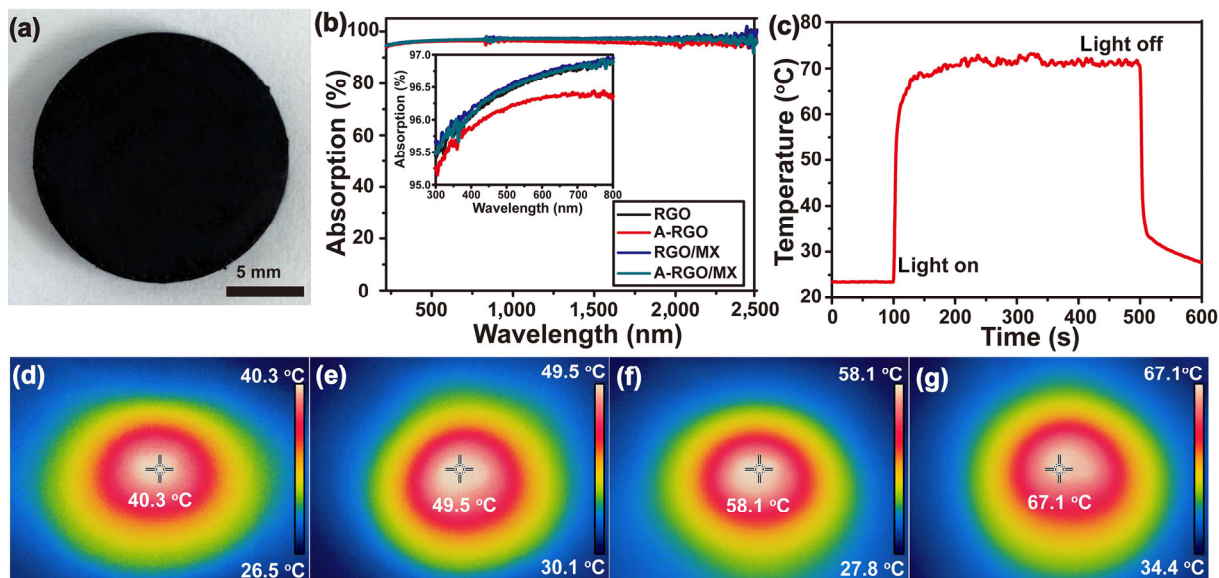 (a)
5 mm
(b)
Absorption (%)
100
80
60
40
20
0
500
1,000
1,500
2,000
2,500
Wavelength (nm)
Absorption (%)
97.0
96.5
96.0
95.5
95.0
300
400
500
600
700
800
Wavelength (nm)
RGO
A-RGO
RGO/MX
A-RGO/MX
(c)
Temperature (°C)
80
70
60
50
40
30
20
Light on
Light off
0
100
200
300
400
500
600
Time (s)
(d)
40.3 °C
40.3 °C
26.5 °C
(e)
49.5 °C
49.5 °C
30.1 °C
(f)
58.1 °C
58.1 °C
27.8 °C
(g)
67.1°C
67.1 °C
34.4 °C